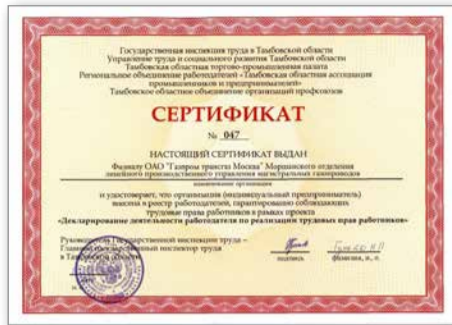 Государственная инспекция труда в Тамбовской области
Управление труда и социального развития Тамбовской области
Тамбовская областная торгово-промышленная палата
Региональное объединение работодателей «Тамбовская областная ассоциация
промышленников и предпринимателей»
Тамбовское областное объединение организаций профсоюзов
СЕРТИФИКАТ
№ 047
НАСТОЯЩИЙ СЕРТИФИКАТ ВЫДАН
Филиалу ОАО "Газпром трансгаз Москва" Моршанского отделения
линейного производственного управления магистральных газопроводов
наименование организации
и удостоверяет, что организация (индивидуальный предприниматель)
внесена в реестр работодателей, гарантированно соблюдающих
трудовые права работников в рамках проекта
«Декларирование деятельности работодателя по реализации трудовых прав работников»
Руководитель Государственной инспекции труда –
Главный государственный инспектор труда
в Тамбовской области
подпись
фамилия, и., о.